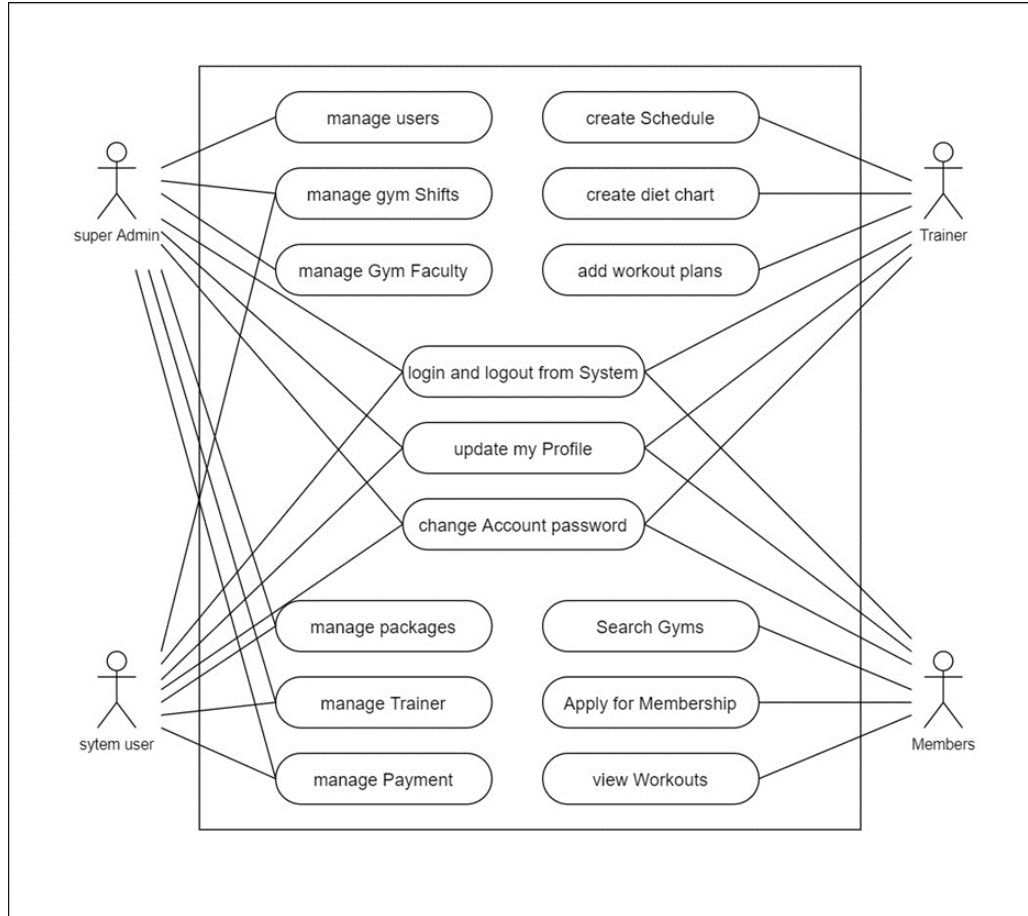 manage users
create Schedule
manage gym Shifts
create diet chart
super Admin
Trainer
manage Gym Faculty
add workout plans
login and logout from System
update my Profile
change Account password
manage packages
Search Gyms
manage Trainer
Apply for Membership
sytem user
Members
manage Payment
view Workouts